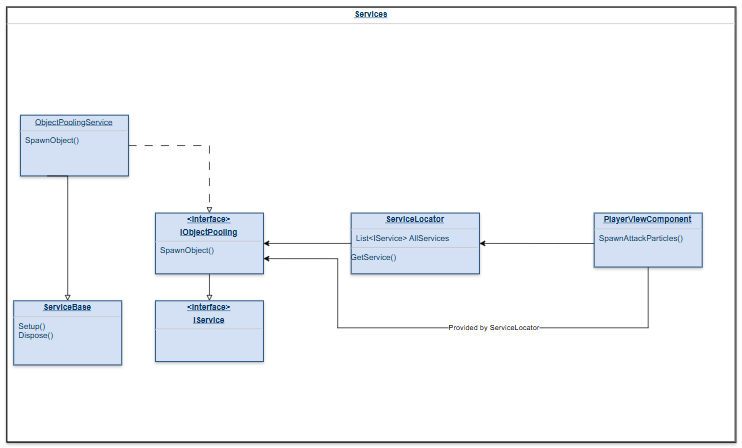 Services
ObjectPoolingService
SpawnObject()
<Interface>
IObjectPooling
SpawnObject()
ServiceLocator
List<IService> AllServices
GetService()
PlayerViewComponent
SpawnAttackParticles()
ServiceBase
Setup()
Dispose()
<Interface>
IService
Provided by ServiceLocator